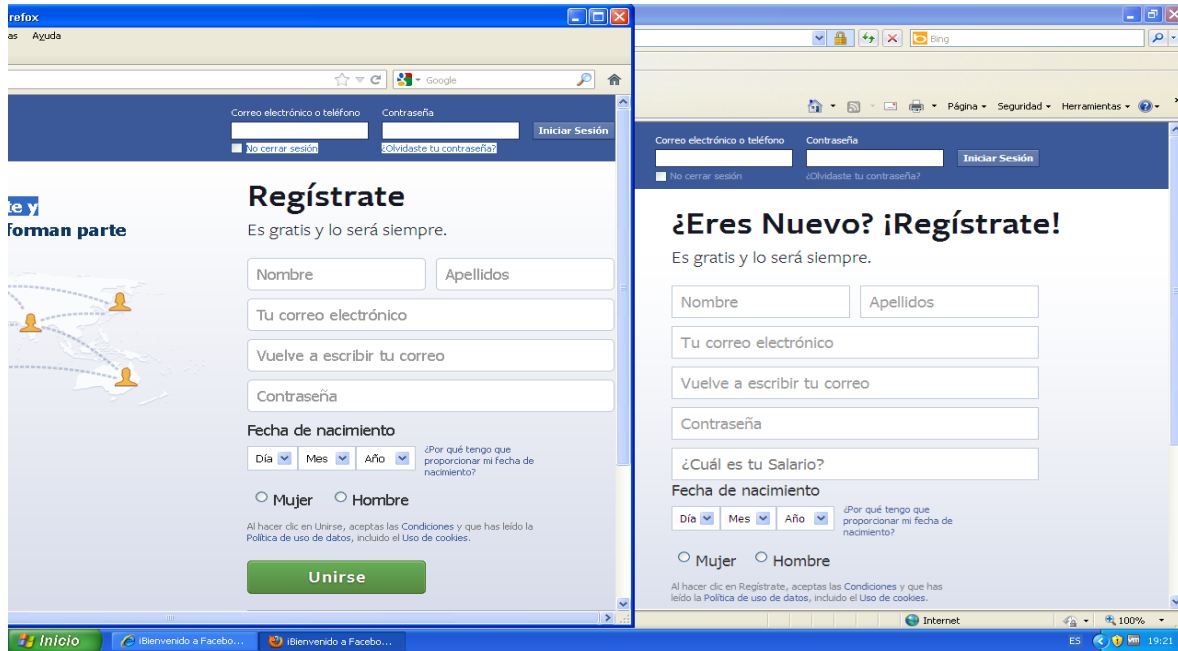 refox
as Ayuda
Google
Correo electrónico o teléfono Contraseña
Iniciar Sesión
No cerrar sesión ¿Olvidaste tu contraseña?
te y
forman parte
Regístrate
Es gratis y lo será siempre.
Nombre Apellidos
Tu correo electrónico
Vuelve a escribir tu correo
Contraseña
Fecha de nacimiento
Día Mes Año
¿Por qué tengo que
proporcionar mi fecha de
nacimiento?
Mujer Hombre
Al hacer clic en Unirse, aceptas las Condiciones y que has leído la
Política de uso de datos, incluido el Uso de cookies.
Unirse
Bing
Página Seguridad Herramientas
Correo electrónico o teléfono Contraseña
Iniciar Sesión
No cerrar sesión ¿Olvidaste tu contraseña?
¿Eres Nuevo? ¡Regístrate!
Es gratis y lo será siempre.
Nombre Apellidos
Tu correo electrónico
Vuelve a escribir tu correo
Contraseña
¿Cuál es tu Salario?
Fecha de nacimiento
Día Mes Año
¿Por qué tengo que
proporcionar mi fecha de
nacimiento?
Mujer Hombre
Al hacer clic en Regístrate, aceptas las Condiciones y que has
leído la Política de uso de datos, incluido el Uso de cookies.
Internet 100%
Inicio ¡Bienvenido a Facebo... ¡Bienvenido a Facebo... ES 19:21